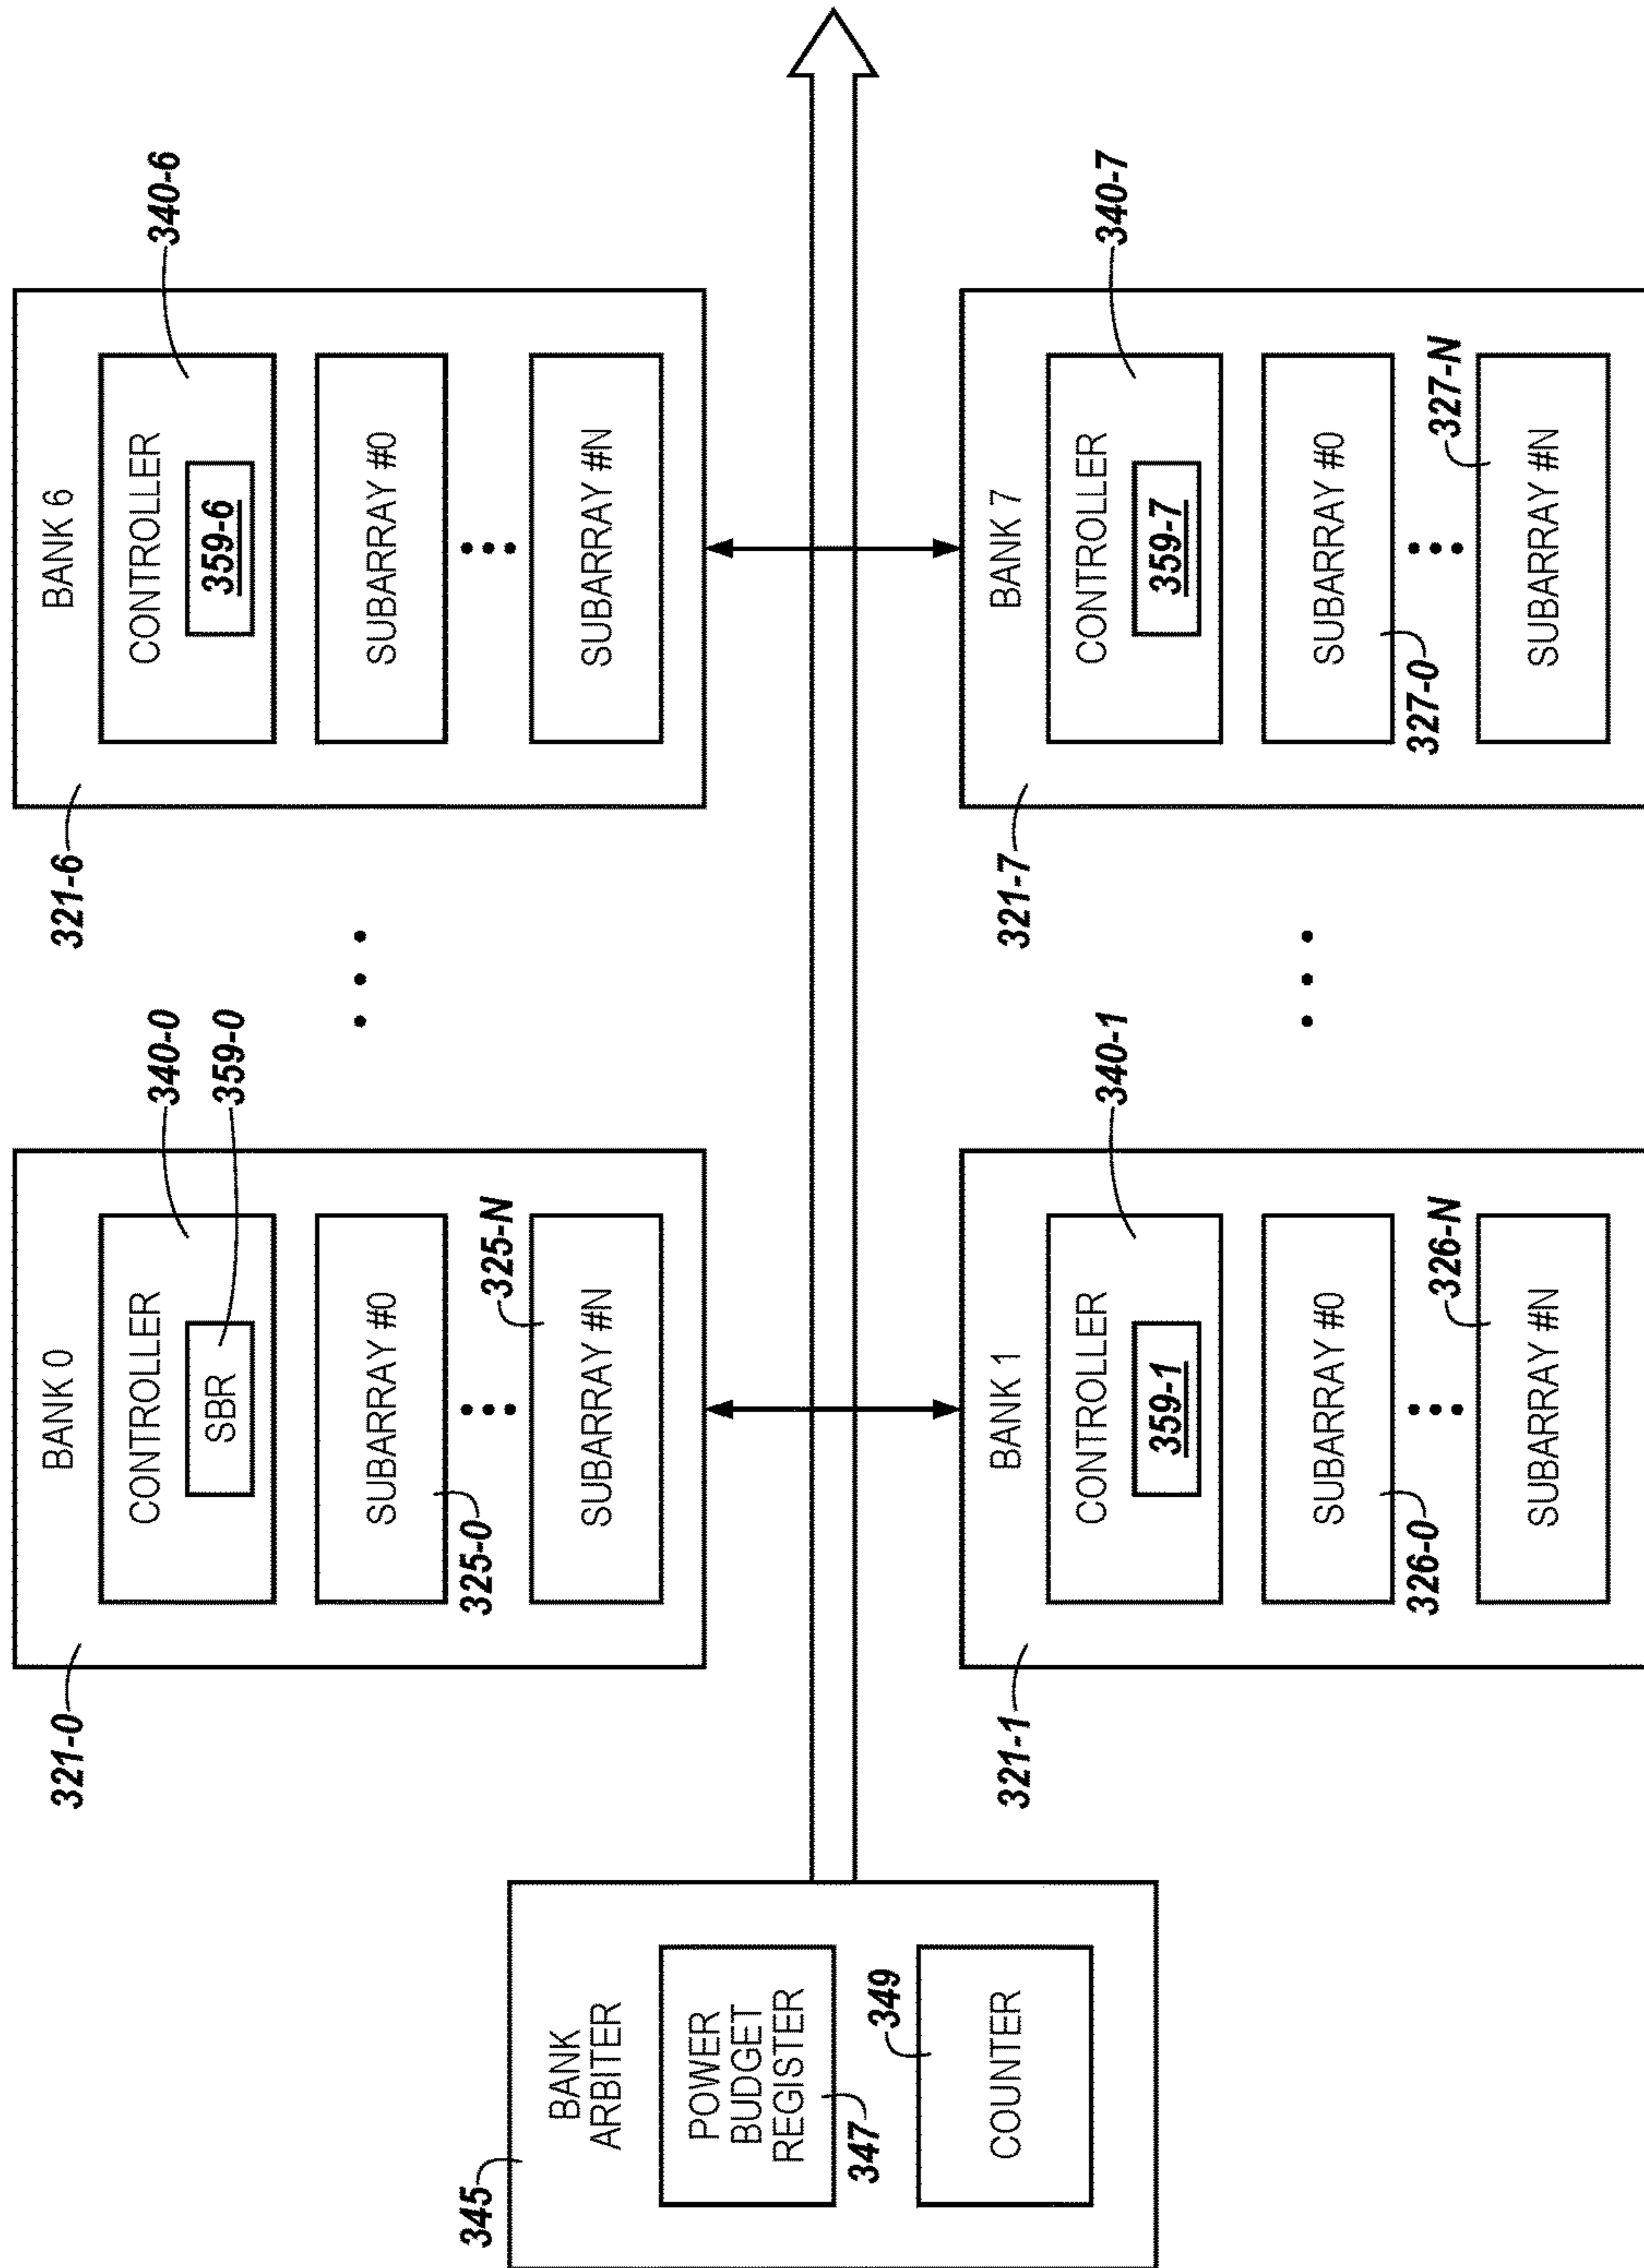 345
BANK
ARBITER
POWER
BUDGET
REGISTER
347
349
COUNTER
321-0
BANK 0
CONTROLLER
SBR
340-0
359-0
SUBARRAY #0
325-0
325-N
SUBARRAY #N
321-6
BANK 6
CONTROLLER
359-6
340-6
SUBARRAY #0
SUBARRAY #N
321-1
BANK 1
CONTROLLER
359-1
340-1
SUBARRAY #0
326-0
326-N
SUBARRAY #N
321-7
BANK 7
CONTROLLER
359-7
340-7
SUBARRAY #0
327-0
327-N
SUBARRAY #N